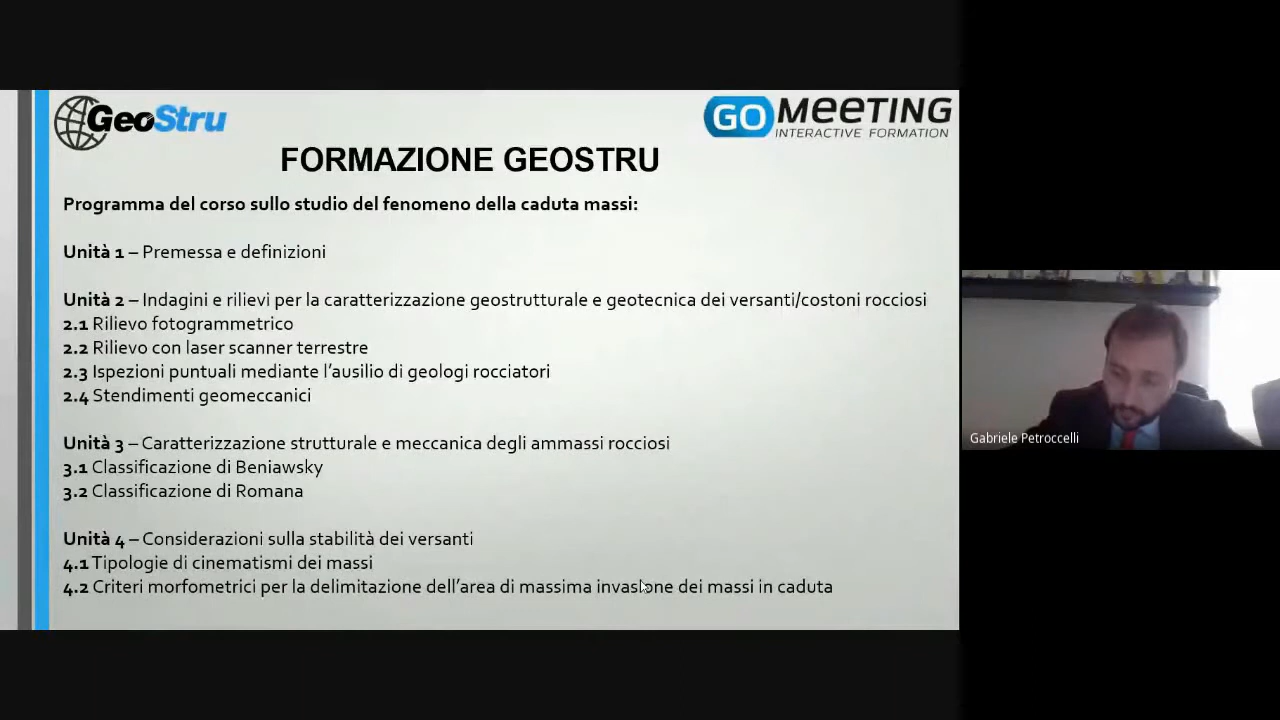 GeoStru
GO MeeTING
INTERACTIVE FORMATION
FORMAZIONE GEOSTRU
Programma del corso sullo studio del fenomeno della caduta massi:
Unità 1 – Premessa e definizioni
Unità 2 – Indagini e rilievi per la caratterizzazione geostrutturale e geotecnica dei versanti/costoni rocciosi
2.1 Rilievo fotogrammetrico
2.2 Rilievo con laser scanner terrestre
2.3 Ispezioni puntuali mediante l’ausilio di geologi rocciatori
2.4 Stendimenti geomeccanici
Unità 3 – Caratterizzazione strutturale e meccanica degli ammassi rocciosi
3.1 Classificazione di Beniawsky
3.2 Classificazione di Romana
Unità 4 – Considerazioni sulla stabilità dei versanti
4.1 Tipologie di cinematismi dei massi
4.2 Criteri morfometrici per la delimitazione dell’area di massima invasione dei massi in caduta
Gabriele Petroccelli